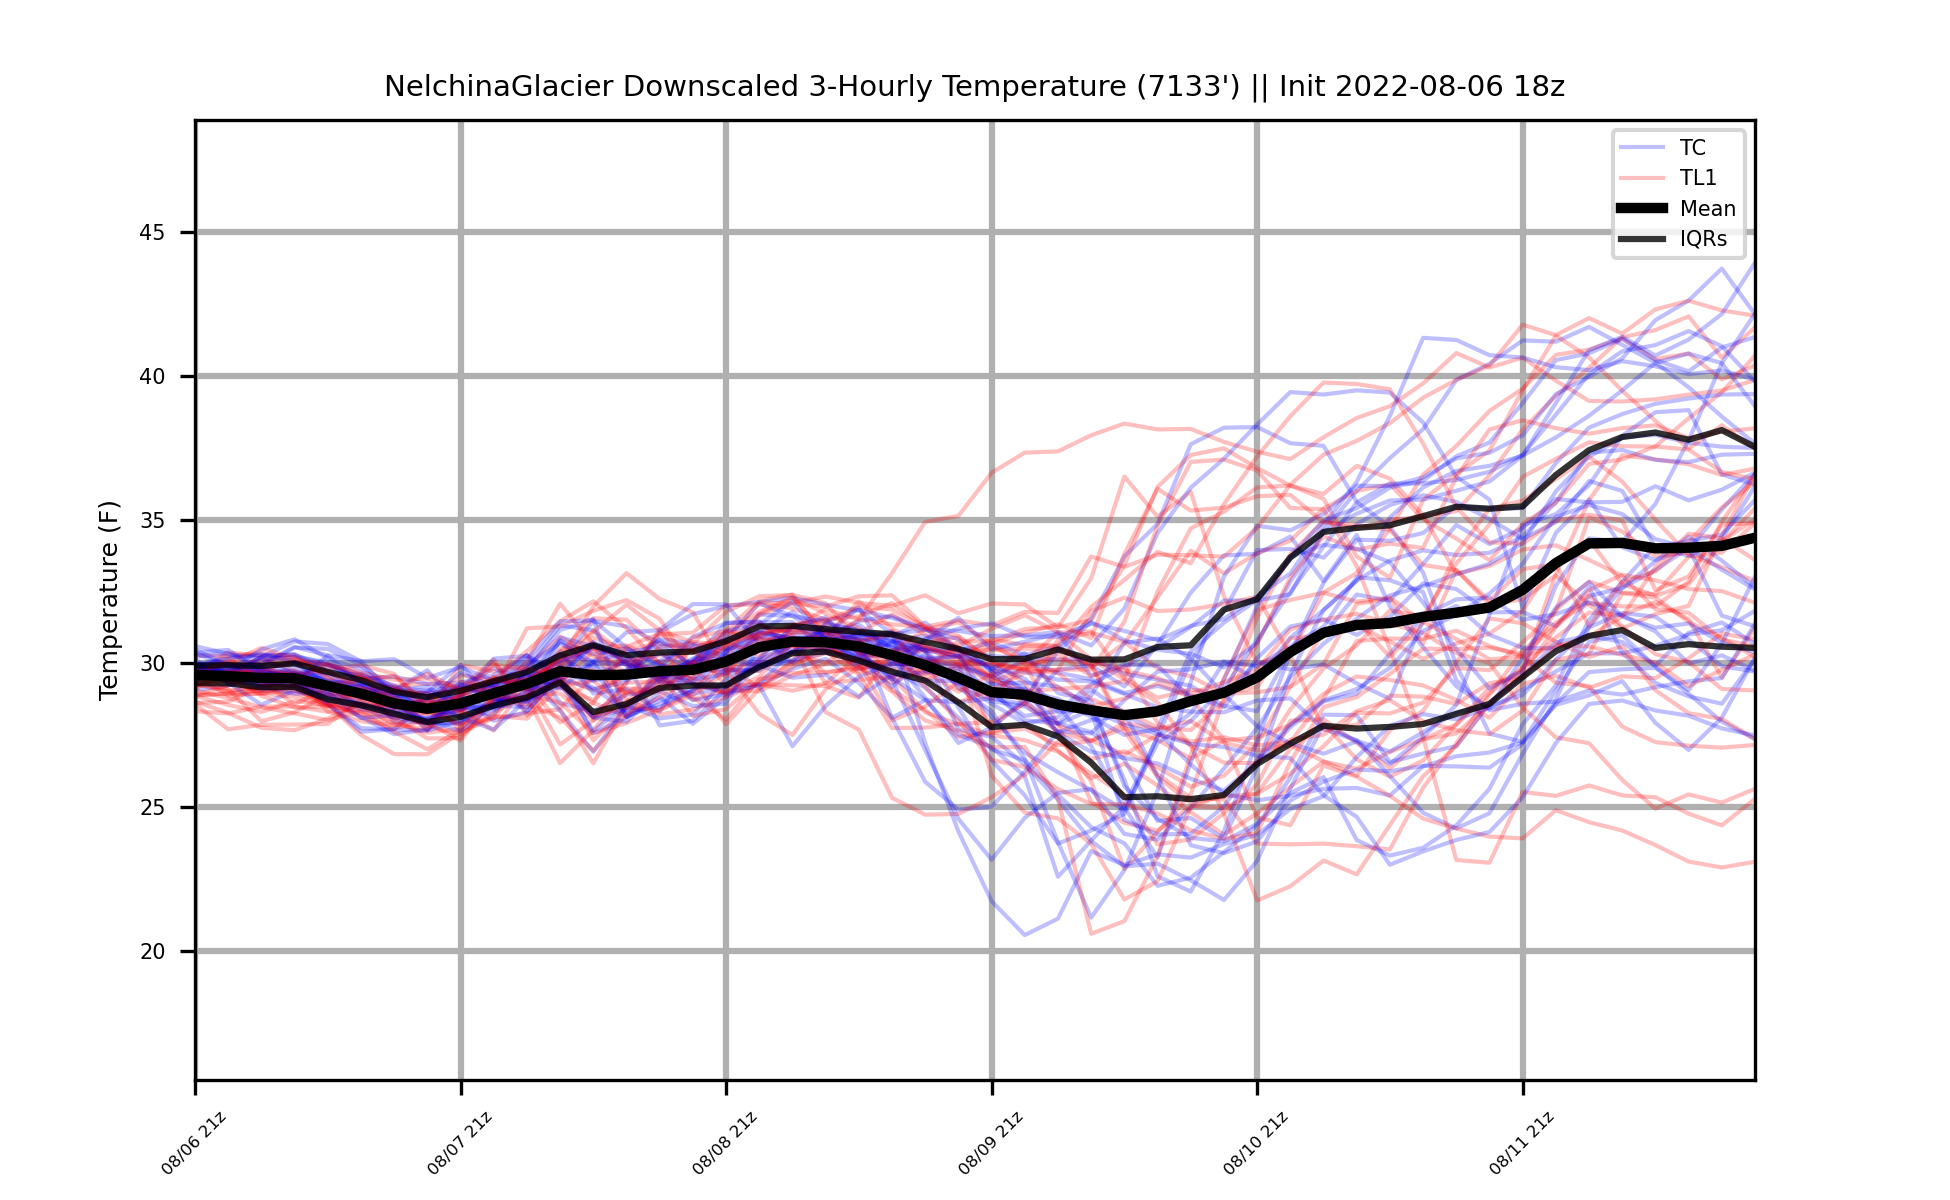 NelchinaGlacier Downscaled 3-Hourly Temperature (7133') || Init 2022-08-06 18z
TC
TL1
Mean
IQRs
Temperature (F)
45
40
35
30
25
20
08/06 21z
08/07 21z
08/08 21z
08/09 21z
08/10 21z
08/11 21z